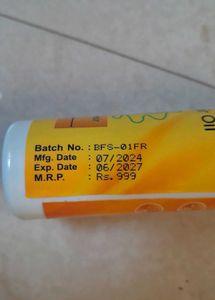 Batch No. : BFS-01FR
Mfg. Date : 07/2024
Exp. Date : 06/2027
M.R.P. : Rs.999